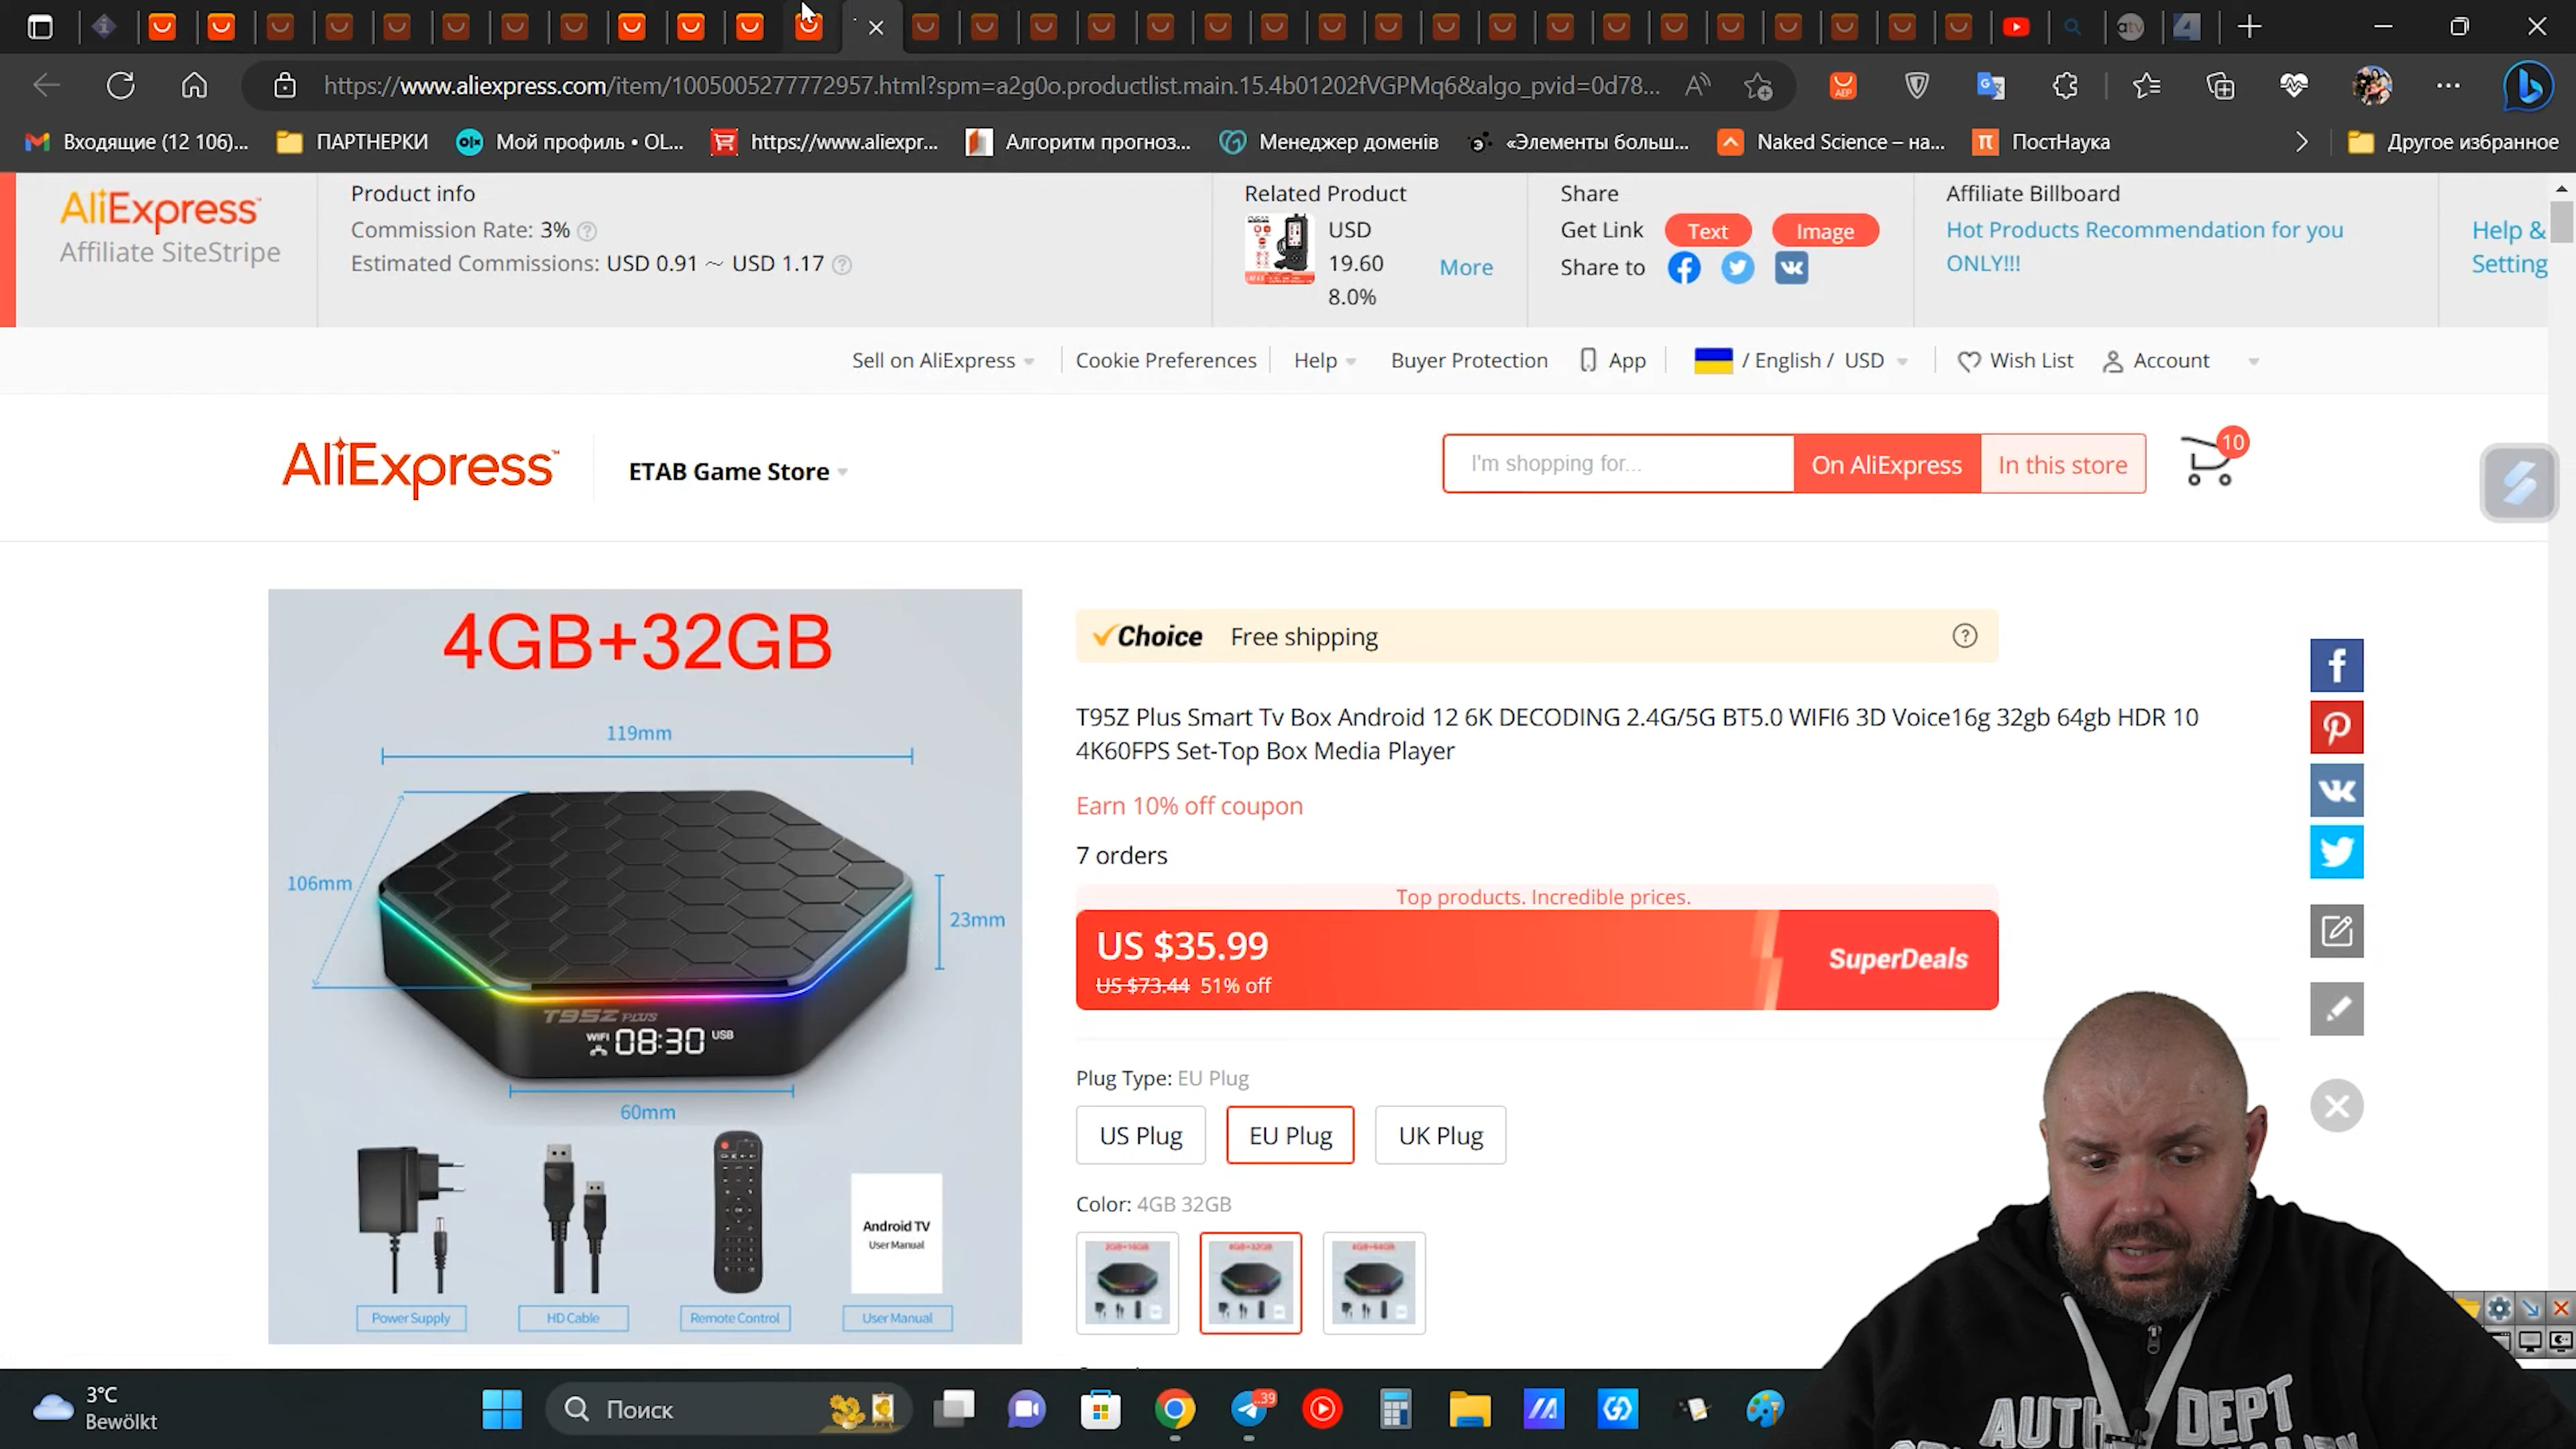 https://www.aliexpress.com/item/1005005277772957.html?spm=a2g0o.productlist.main.15.4b01202fVGPMq6&algo_pvid=0d78...
AEP
Входящие (12 106)...
ПАРТНЕРКИ
Мой профиль • OL...
https://www.aliexpr...
Алгоритм прогноз...
Менеджер доменів
«Элементы больш...
Naked Science – на...
ПостНаука
Другое избранное
AliExpress
Affiliate SiteStripe
Product info
Commission Rate: 3%
Estimated Commissions: USD 0.91 ~ USD 1.17
Related Product
USD
19.60
8.0%
More
Share
Get Link
Text
Image
Share to
Affiliate Billboard
Hot Products Recommendation for you
ONLY!!!
Help &
Setting
Sell on AliExpress
Cookie Preferences
Help
Buyer Protection
App
/ English / USD
Wish List
Account
AliExpress
ETAB Game Store
I'm shopping for...
On AliExpress
In this store
10
4GB+32GB
119mm
106mm
23mm
T95Z PLUS
WIFI 08:30 USB
60mm
Android TV
User Manual
Power Supply
HD Cable
Remote Control
User Manual
Choice
Free shipping
T95Z Plus Smart Tv Box Android 12 6K DECODING 2.4G/5G BT5.0 WIFI6 3D Voice16g 32gb 64gb HDR 10
4K60FPS Set-Top Box Media Player
Earn 10% off coupon
7 orders
Top products. Incredible prices.
US $35.99
US $73.44 51% off
SuperDeals
Plug Type: EU Plug
US Plug
EU Plug
UK Plug
Color: 4GB 32GB
2GB+16GB
4GB+32GB
4GB+64GB
3°C
Bewölkt
Поиск
39
AUTH DEPT